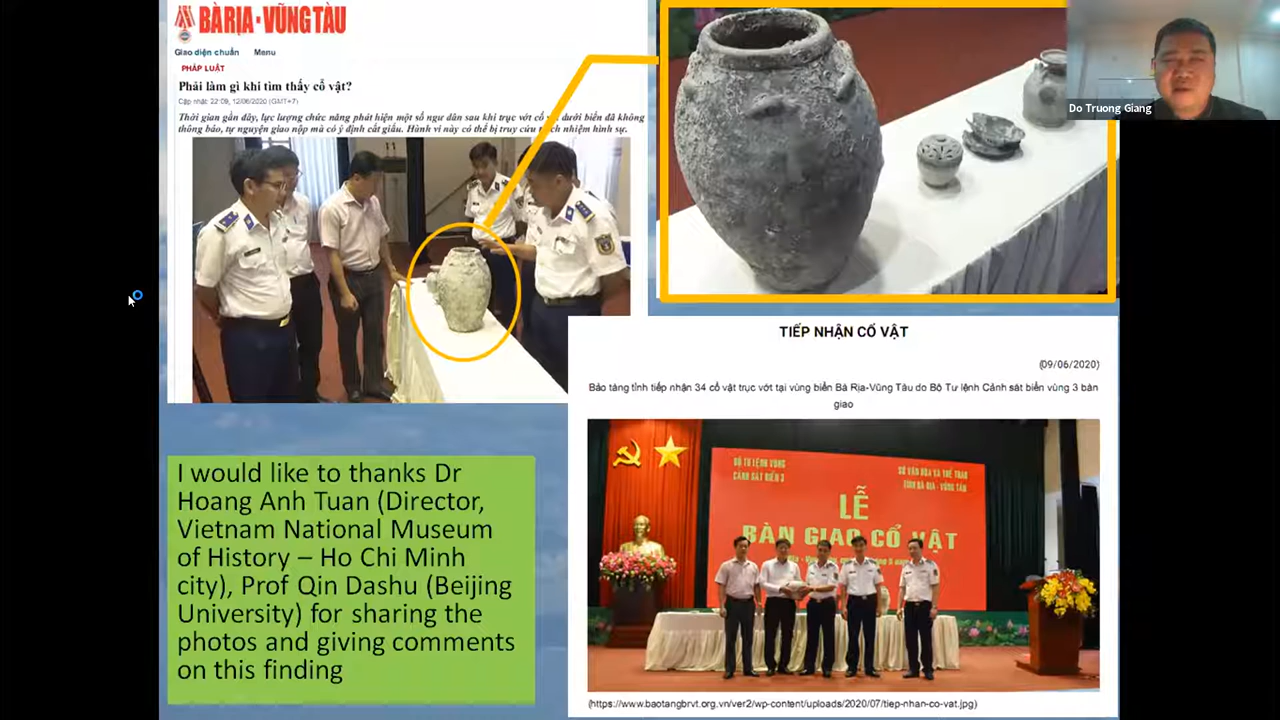 BÀ RỊA - VŨNG TÀU
Giao diện chuẩn Menu
PHÁP LUẬT
Phải làm gì khi tìm thấy cổ vật?
Cập nhật: 22:09, 12/06/2020 (GMT+7)
Thời gian gần đây, lực lượng chức năng phát hiện một số ngư dân sau khi trục vớt cổ vật dưới biển đã không
thông báo, tự nguyện giao nộp mà có ý định cất giấu. Hành vi này có thể bị truy cứu trách nhiệm hình sự.
Do Truong Giang
TIẾP NHẬN CỔ VẬT
(09/06/2020)
Bảo tàng tỉnh tiếp nhận 34 cổ vật trục vớt tại vùng biển Bà Rịa-Vũng Tàu do Bộ Tư lệnh Cảnh sát biển vùng 3 bàn
giao
BỘ TƯ LỆNH VÙNG
CẢNH SÁT BIỂN 3
SỞ VĂN HÓA VÀ THỂ THAO
TỈNH BÀ RỊA - VŨNG TÀU
LỄ
BÀN GIAO CỔ VẬT
(https://www.baotangbrvt.org.vn/ver2/wp-content/uploads/2020/07/tiep-nhan-co-vat.jpg)
I would like to thanks Dr
Hoang Anh Tuan (Director,
Vietnam National Museum
of History – Ho Chi Minh
city), Prof Qin Dashu (Beijing
University) for sharing the
photos and giving comments
on this finding